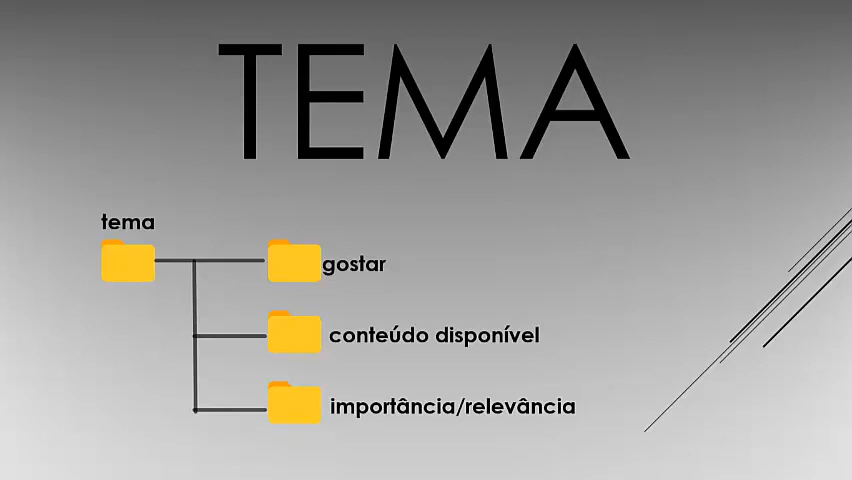 TEMA
tema
gostar
conteúdo disponível
importância/relevância